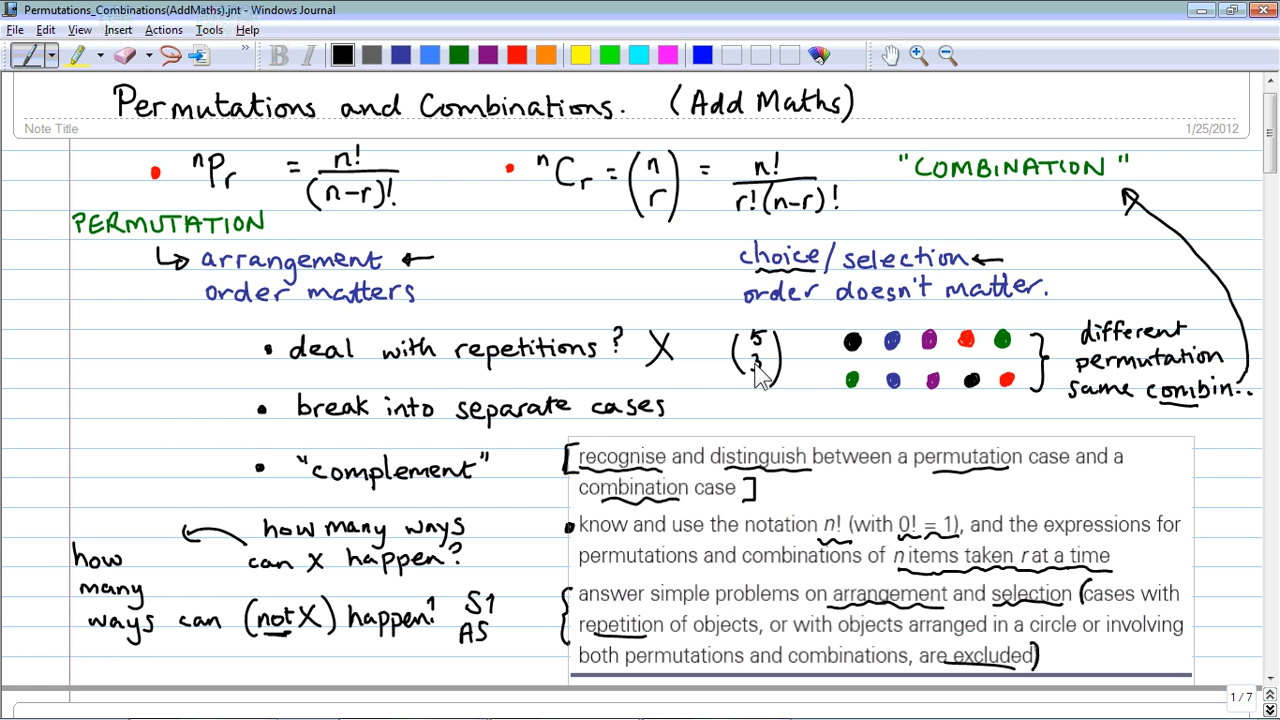 Permutations_Combinations(AddMaths).jnt - Windows Journal
File Edit View Insert Actions Tools Help
Permutations and Combinations. (Add Maths)
Note Title
1/25/2012
• nPr = n!/(n-r)! • nCr = (n r) = n!/r!(n-r)! "COMBINATION"
PERMUTATION
↳ arrangement ←
order matters
choice/selection ←
order doesn't matter.
• deal with repetitions? X (5 3)
different
permutation
same combin..
• break into separate cases
• "complement"
how many ways
can X happen?
how
many
ways can (not X) happen? S1
AS
[recognise and distinguish between a permutation case and a
combination case]
• know and use the notation n! (with 0! = 1), and the expressions for
permutations and combinations of n items taken r at a time
answer simple problems on arrangement and selection (cases with
repetition of objects, or with objects arranged in a circle or involving
both permutations and combinations, are excluded)
1 / 7